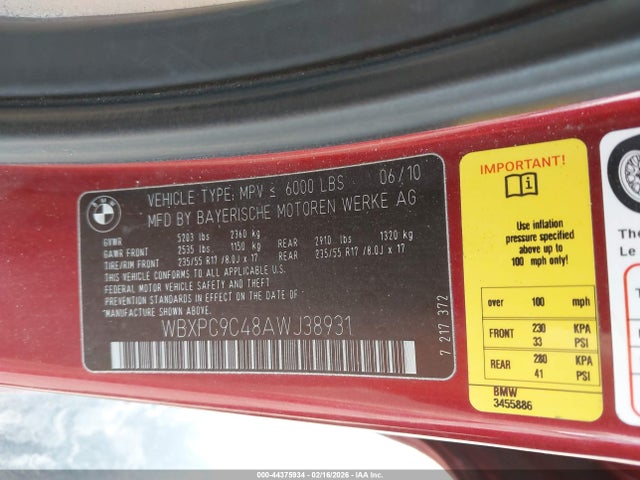 BMW
VEHICLE TYPE: MPV ≤ 6000 LBS 06/10
MFD BY BAYERISCHE MOTOREN WERKE AG
GVWR 5203 lbs 2360 kg
GAWR FRONT 2535 lbs 1150 kg REAR 2910 lbs 1320 kg
TIRE/RIM FRONT 235/55 R17 /8.0J x 17 REAR 235/55 R17 /8.0J x 17
THIS VEHICLE CONFORMS TO ALL APPLICABLE U.S.
FEDERAL MOTOR VEHICLE SAFETY AND THEFT
PREVENTION STANDARDS IN EFFECT ON THE DATE OF
MANUFACTURE SHOWN ABOVE.
WBXPC9C48AWJ38931
7 217 372
IMPORTANT!
Use inflation
pressure specified
above up to
100 mph only!
over 100 mph
FRONT 230 KPA
33 PSI
REAR 280 KPA
41 PSI
BMW
3455886
The
Le
000-44375934 - 02/16/2026 - COPYRIGHT IAA, LLC.